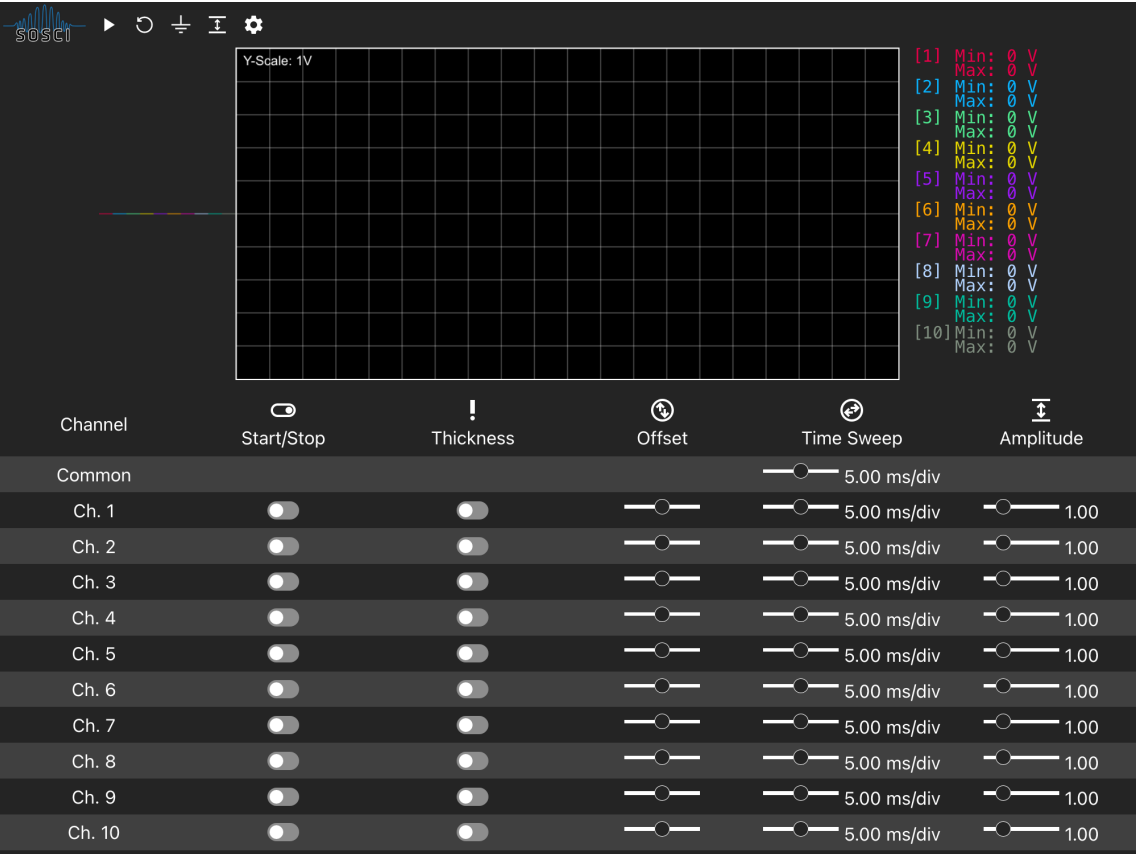 SOSCI
Y-Scale: 1V
[1] Min: 0 V
Max: 0 V
[2] Min: 0 V
Max: 0 V
[3] Min: 0 V
Max: 0 V
[4] Min: 0 V
Max: 0 V
[5] Min: 0 V
Max: 0 V
[6] Min: 0 V
Max: 0 V
[7] Min: 0 V
Max: 0 V
[8] Min: 0 V
Max: 0 V
[9] Min: 0 V
Max: 0 V
[10] Min: 0 V
Max: 0 V
Channel Start/Stop Thickness Offset Time Sweep Amplitude
Common 5.00 ms/div
Ch. 1 5.00 ms/div 1.00
Ch. 2 5.00 ms/div 1.00
Ch. 3 5.00 ms/div 1.00
Ch. 4 5.00 ms/div 1.00
Ch. 5 5.00 ms/div 1.00
Ch. 6 5.00 ms/div 1.00
Ch. 7 5.00 ms/div 1.00
Ch. 8 5.00 ms/div 1.00
Ch. 9 5.00 ms/div 1.00
Ch. 10 5.00 ms/div 1.00